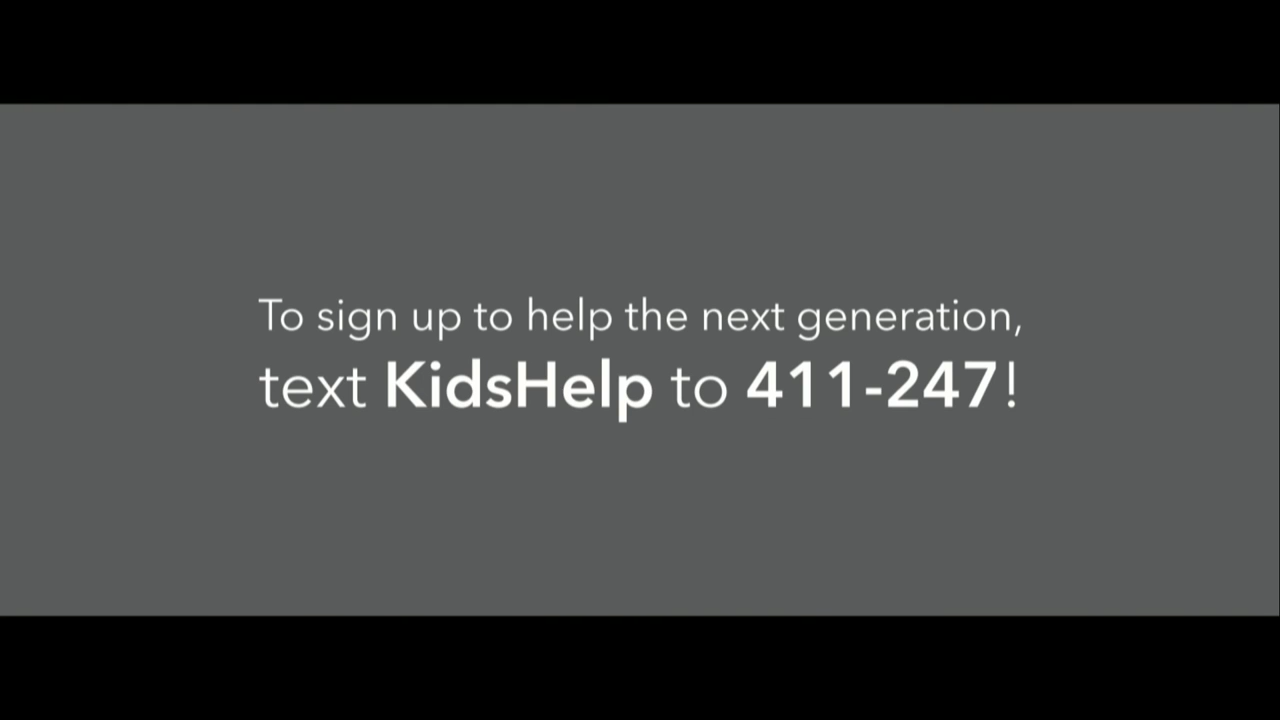 To sign up to help the next generation,
text KidsHelp to 411-247!